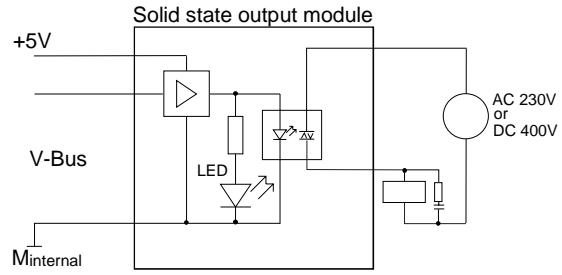 Solid state output module
+5V
AC 230V
or
DC 400V
V-Bus
LED
Minternal